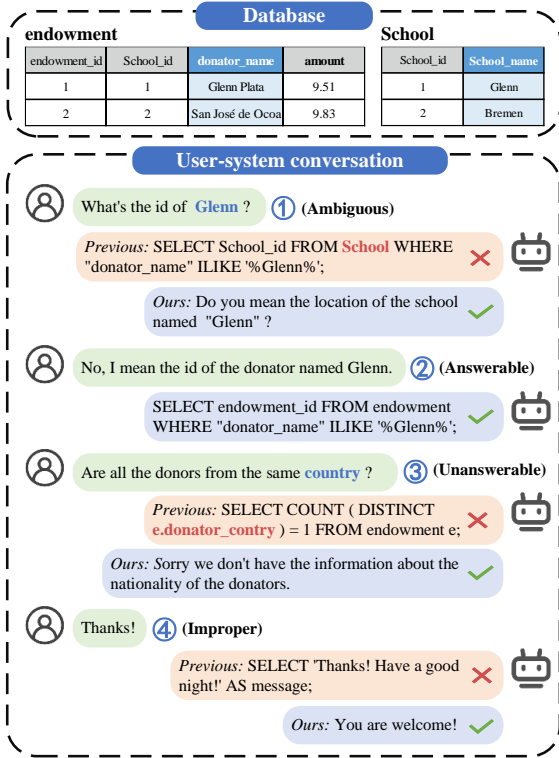 Database
endowment
School
endowment_id School_id donator_name amount
School_id School_name
1 1 Glenn Plata 9.51
1 Glenn
2 2 San José de Ocoa 9.83
2 Bremen
User-system conversation
What's the id of Glenn ? ① (Ambiguous)
Previous: SELECT School_id FROM School WHERE
"donator_name" ILIKE '%Glenn%';
Ours: Do you mean the location of the school
named "Glenn" ?
No, I mean the id of the donator named Glenn. ② (Answerable)
SELECT endowment_id FROM endowment
WHERE "donator_name" ILIKE '%Glenn%';
Are all the donors from the same country ? ③ (Unanswerable)
Previous: SELECT COUNT ( DISTINCT
e.donator_contry ) = 1 FROM endowment e;
Ours: Sorry we don't have the information about the
nationality of the donators.
Thanks! ④ (Improper)
Previous: SELECT 'Thanks! Have a good
night!' AS message;
Ours: You are welcome!